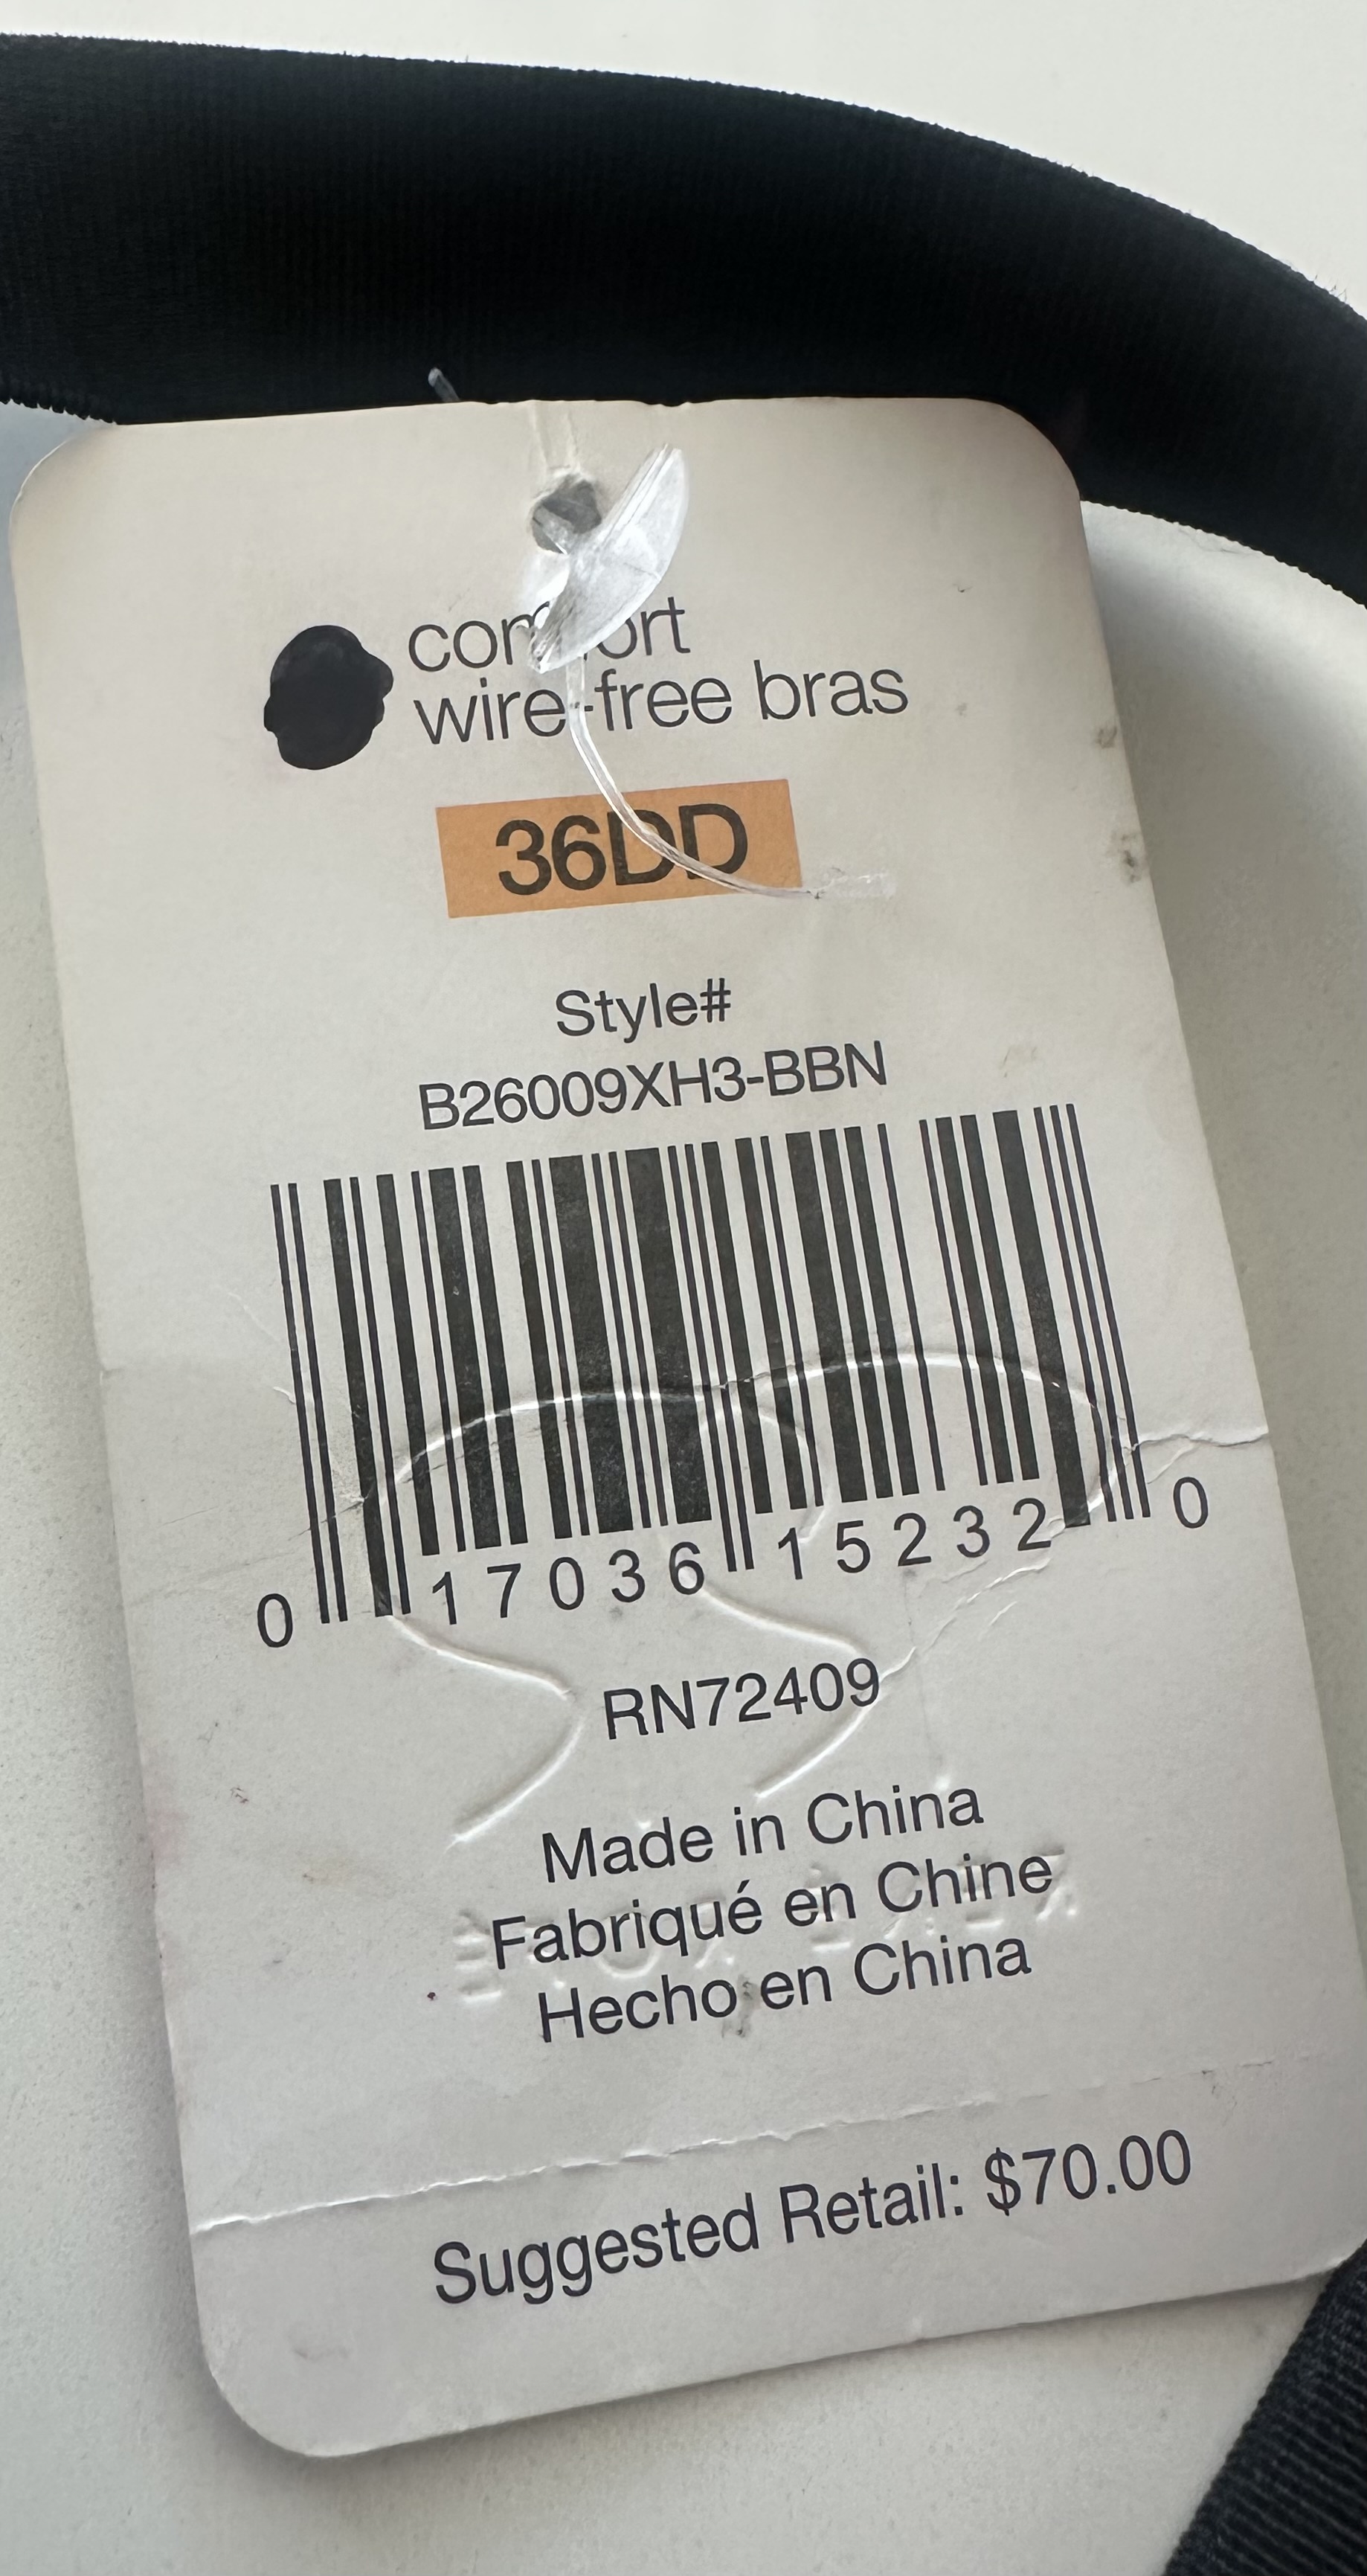 comfort
wire-free bras
36DD
Style#
B26009XH3-BBN
0 17036 15232 0
RN72409
Made in China
Fabriqué en Chine
Hecho en China
Suggested Retail: $70.00